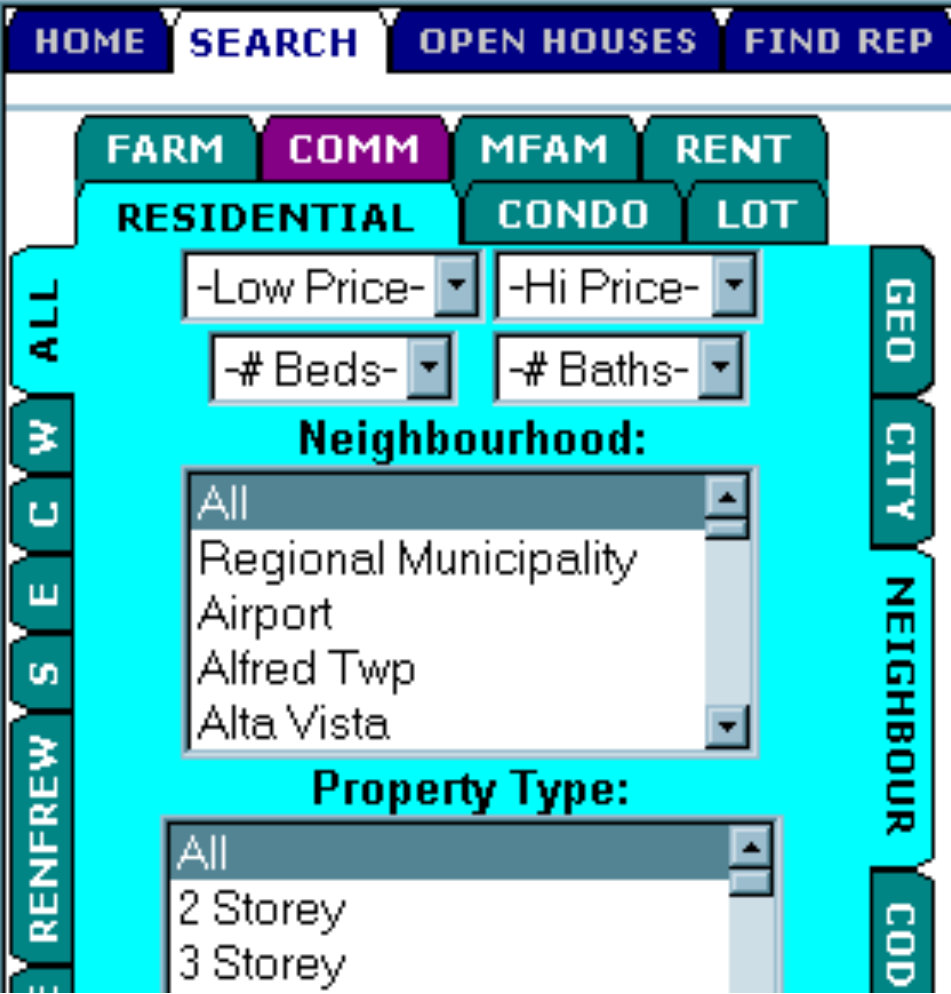 HOME SEARCH OPEN HOUSES FIND REP
FARM COMM MFAM RENT
RESIDENTIAL CONDO LOT
ALL
W
C
E
S
RENFREW
-Low Price- -Hi Price-
-# Beds- -# Baths-
Neighbourhood:
All
Regional Municipality
Airport
Alfred Twp
Alta Vista
Property Type:
All
2 Storey
3 Storey
GEO
CITY
NEIGHBOUR
COD